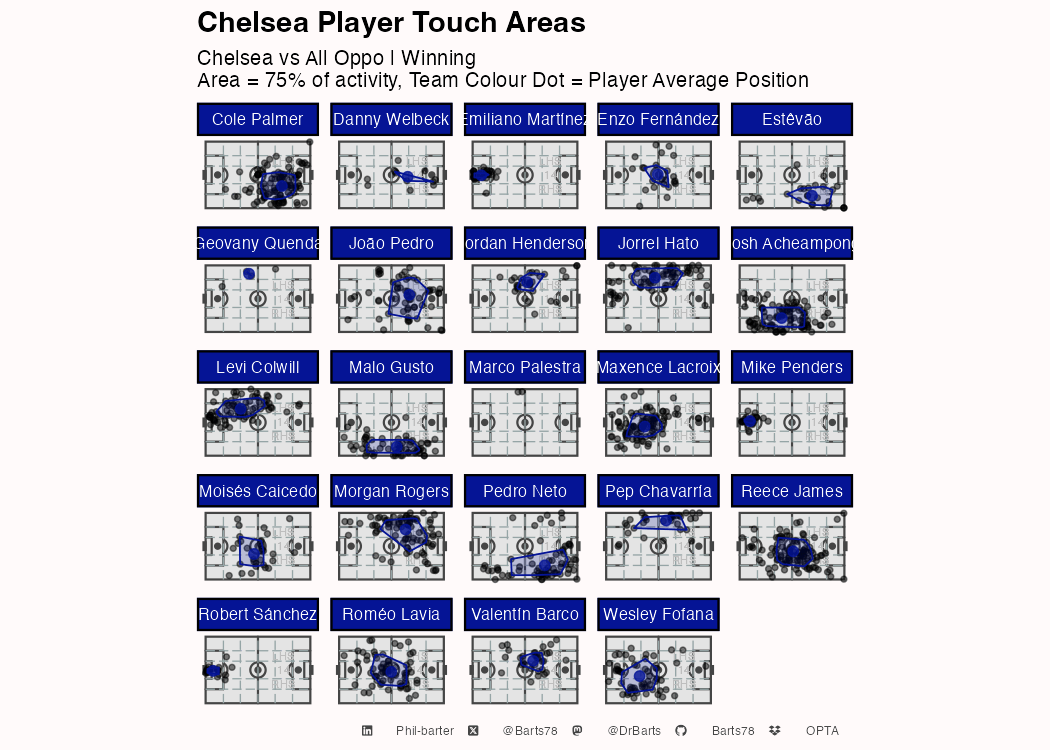 Chelsea Player Touch Areas
Chelsea vs All Oppo | Winning
Area = 75% of activity, Team Colour Dot = Player Average Position
Cole Palmer Danny Welbeck Emiliano Martínez Enzo Fernández Estêvão
Geovany Quenda João Pedro ordan Henderson Jorrel Hato osh Acheampong
Levi Colwill Malo Gusto Marco Palestra Maxence Lacroix Mike Penders
Moisés Caicedo Morgan Rogers Pedro Neto Pep Chavarría Reece James
Robert Sánchez Roméo Lavia Valentín Barco Wesley Fofana
Phil-barter @Barts78 @DrBarts Barts78 OPTA